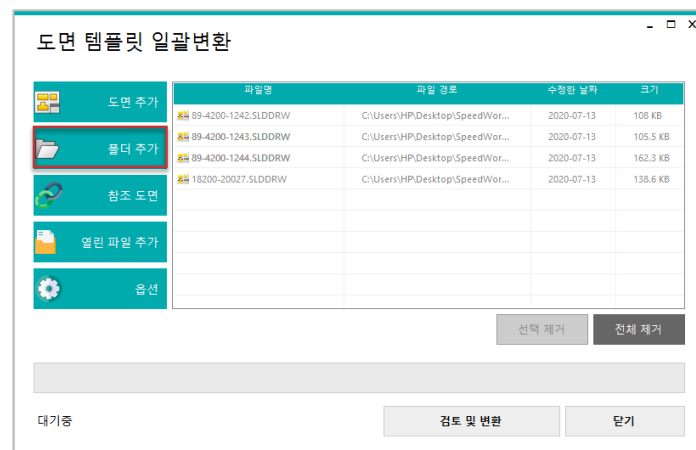 도면 템플릿 일괄변환
도면 추가
폴더 추가
참조 도면
열린 파일 추가
옵션
파일명 파일 경로 수정한 날짜 크기
89-4200-1242.SLDDRW C:\Users\HP\Desktop\SpeedWor... 2020-07-13 108 KB
89-4200-1243.SLDDRW C:\Users\HP\Desktop\SpeedWor... 2020-07-13 105.5 KB
89-4200-1244.SLDDRW C:\Users\HP\Desktop\SpeedWor... 2020-07-13 162.3 KB
18200-20027.SLDDRW C:\Users\HP\Desktop\SpeedWor... 2020-07-13 138.6 KB
선택 제거 전체 제거
대기중 검토 및 변환 닫기